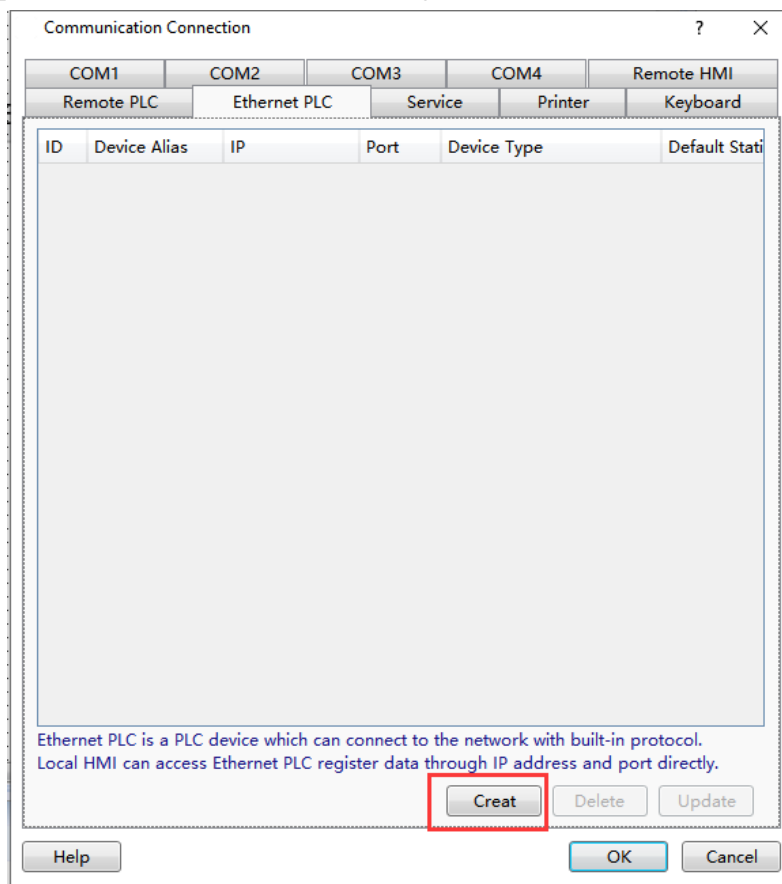 Communication Connection ? ×
COM1 COM2 COM3 COM4 Remote HMI
Remote PLC Ethernet PLC Service Printer Keyboard
ID Device Alias IP Port Device Type Default Stati
Ethernet PLC is a PLC device which can connect to the network with built-in protocol.
Local HMI can access Ethernet PLC register data through IP address and port directly.
Creat Delete Update
Help OK Cancel